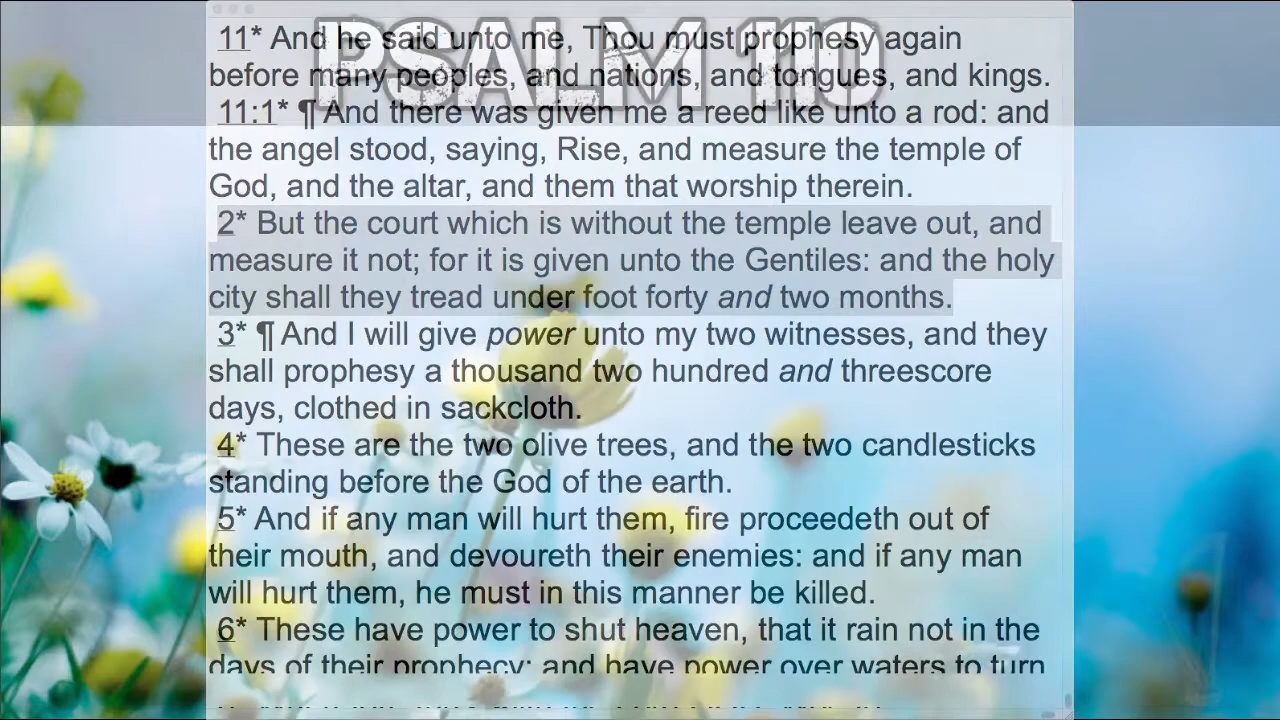 PSALM 110
11* And he said unto me, Thou must prophesy again
before many peoples, and nations, and tongues, and kings.
11:1* ¶ And there was given me a reed like unto a rod: and
the angel stood, saying, Rise, and measure the temple of
God, and the altar, and them that worship therein.
2* But the court which is without the temple leave out, and
measure it not; for it is given unto the Gentiles: and the holy
city shall they tread under foot forty and two months.
3* ¶ And I will give power unto my two witnesses, and they
shall prophesy a thousand two hundred and threescore
days, clothed in sackcloth.
4* These are the two olive trees, and the two candlesticks
standing before the God of the earth.
5* And if any man will hurt them, fire proceedeth out of
their mouth, and devoureth their enemies: and if any man
will hurt them, he must in this manner be killed.
6* These have power to shut heaven, that it rain not in the
days of their prophecy: and have power over waters to turn